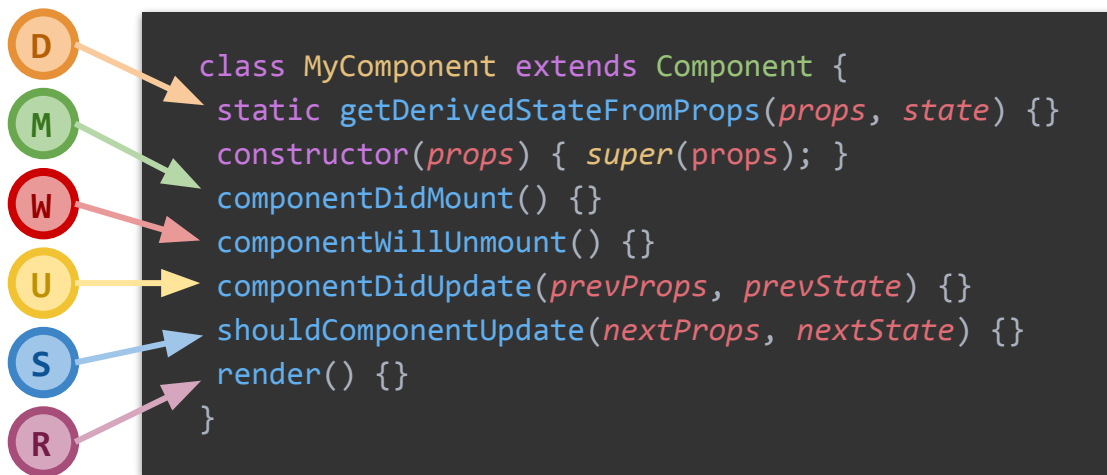 D
class MyComponent extends Component {
M
static getDerivedStateFromProps(props, state) {}
constructor(props) { super(props); }
W
componentDidMount() {}
componentWillUnmount() {}
U
componentDidUpdate(prevProps, prevState) {}
shouldComponentUpdate(nextProps, nextState) {}
S
render() {}
}
R